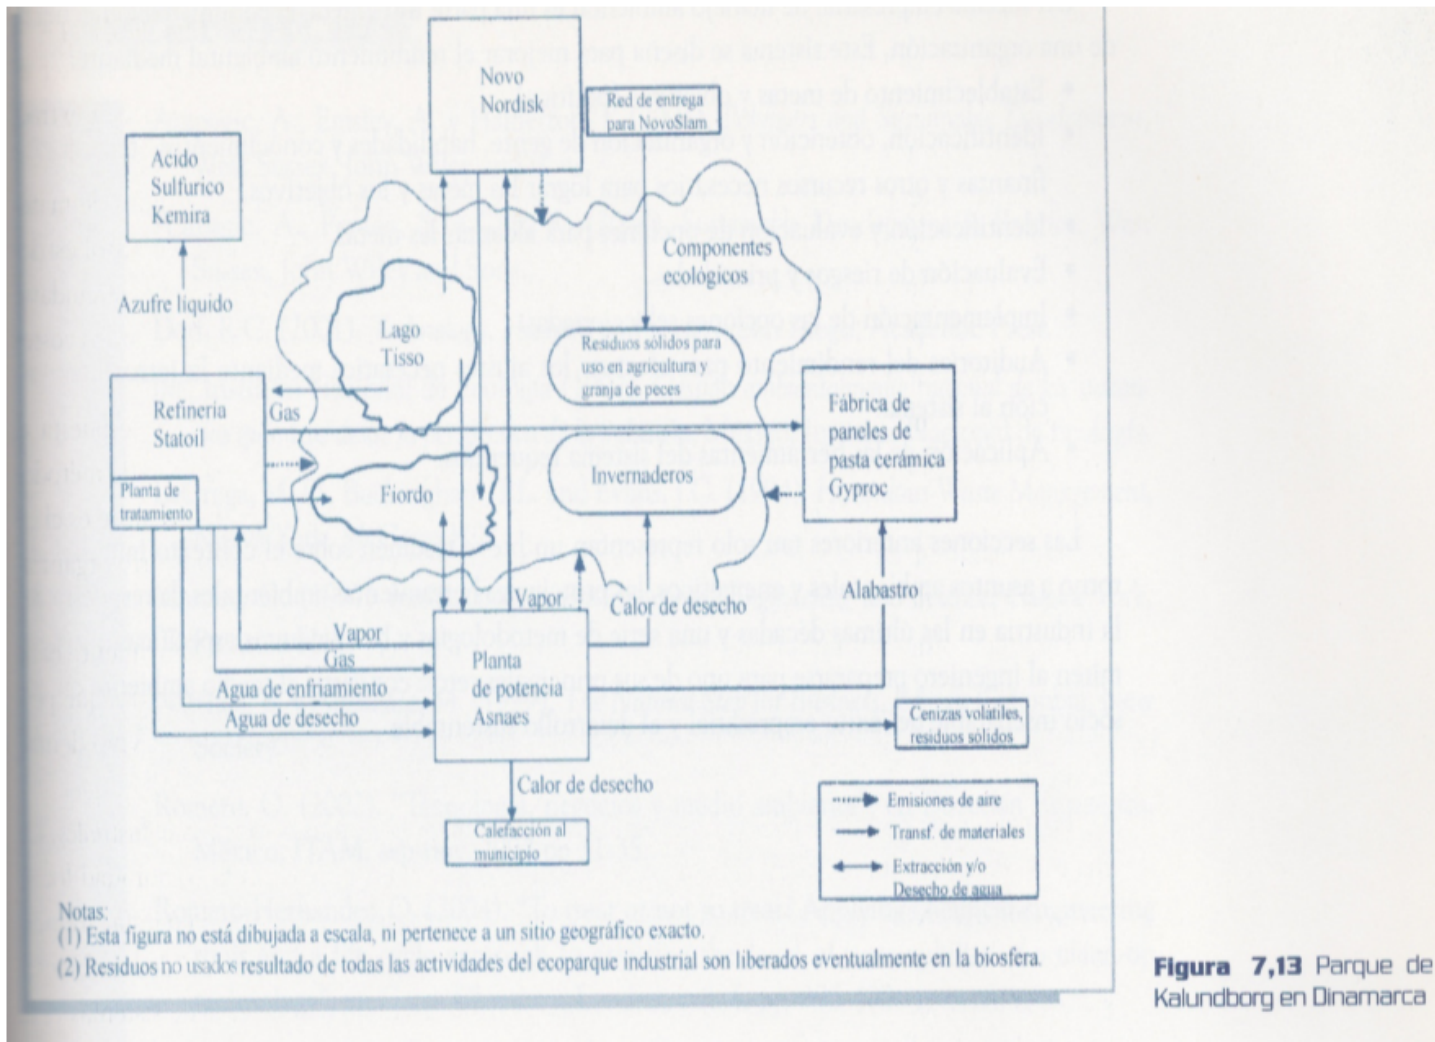 Novo
Nordisk
Red de entrega
para NovoSlam
Acido
Sulfurico
Kemira
Componentes
ecológicos
Azufre líquido
Lago
Tisso
Residuos sólidos para
uso en agricultura y
granja de peces
Refineria
Statoil
Gas
Fábrica de
paneles de
pasta cerámica
Gyproc
Invernaderos
Planta de
tratamiento
Fiordo
Vapor
Calor de desecho
Alabastro
Vapor
Gas
Agua de enfriamiento
Agua de desecho
Planta
de potencia
Asnaes
Cenizas volátiles,
residuos sólidos
Calor de desecho
Calefacción al
municipio
Emisiones de aire
Transf. de materiales
Extracción y/o
Desecho de agua
Notas:
(1) Esta figura no está dibujada a escala, ni pertenece a un sitio geográfico exacto.
(2) Residuos no usados resultado de todas las actividades del ecoparque industrial son liberados eventualmente en la biosfera.
Figura 7,13 Parque de
Kalundborg en Dinamarca